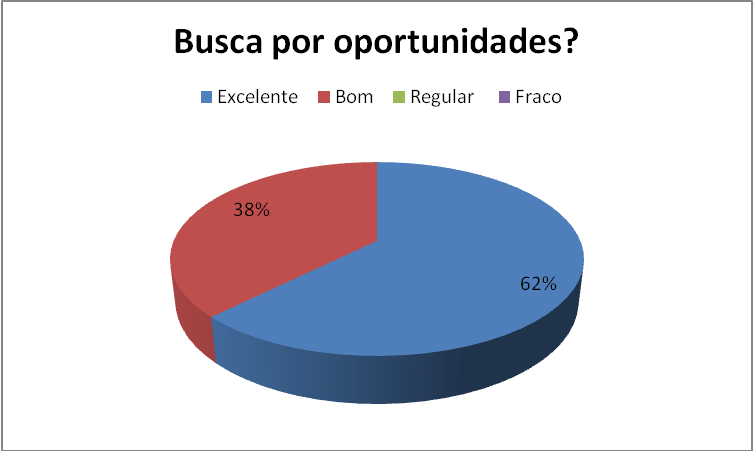 Busca por oportunidades?
Excelente Bom Regular Fraco
38%
62%